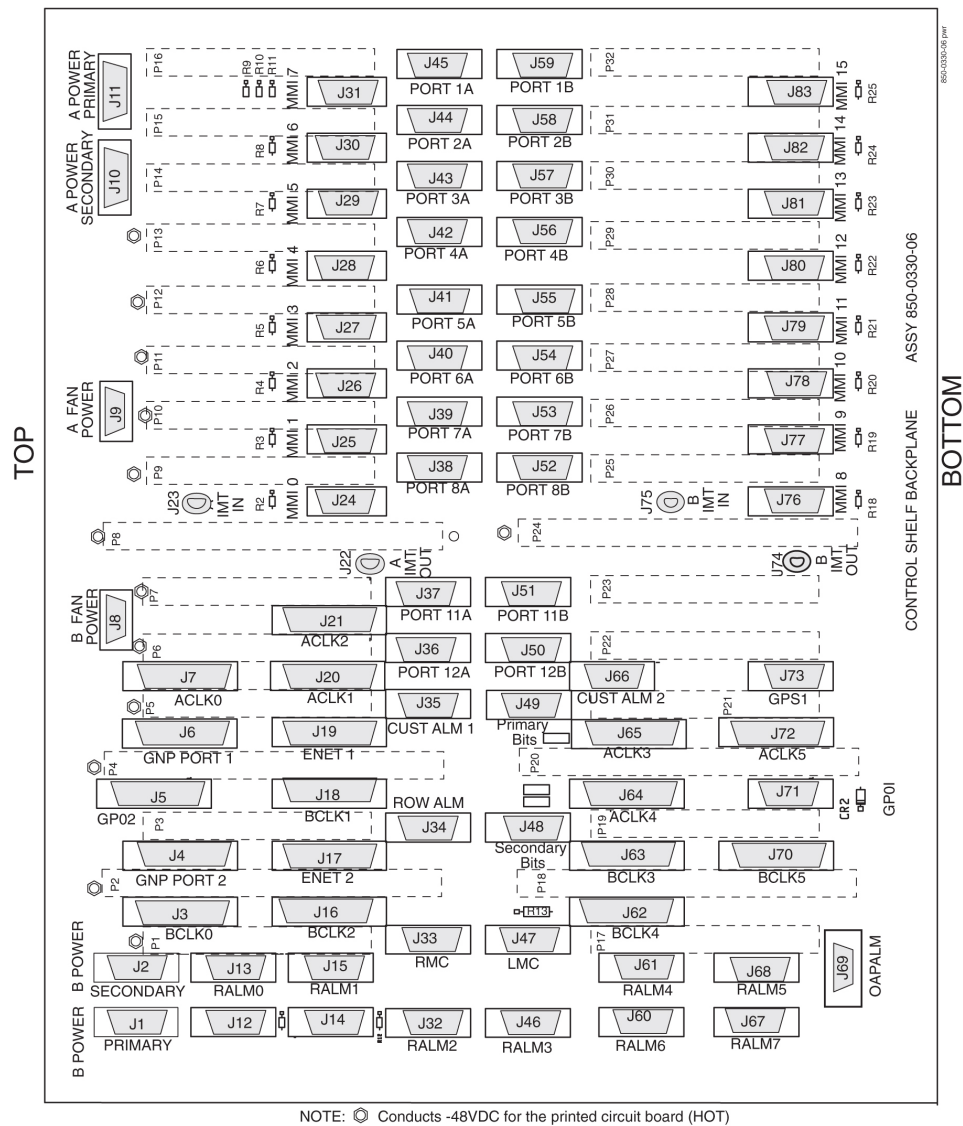 850-0330-06 pwr
TOP
BOTTOM
CONTROL SHELF BACKPLANE
ASSY 850-0330-06
A POWER
PRIMARY
J11
P16
R9
R10
R11
MMI 7
J31
J45
PORT 1A
J59
PORT 1B
P32
J83
MMI 15
R25
A POWER
SECONDARY
J10
P15
R8
MMI 6
J30
J44
PORT 2A
J58
PORT 2B
P31
J82
MMI 14
R24
P14
R7
MMI 5
J29
J43
PORT 3A
J57
PORT 3B
P30
J81
MMI 13
R23
P13
R6
MMI 4
J28
J42
PORT 4A
J56
PORT 4B
P29
J80
MMI 12
R22
P12
R5
MMI 3
J27
J41
PORT 5A
J55
PORT 5B
P28
J79
MMI 11
R21
P11
R4
MMI 2
J26
J40
PORT 6A
J54
PORT 6B
P27
J78
MMI 10
R20
A FAN
POWER
J9
P10
R3
MMI 1
J25
J39
PORT 7A
J53
PORT 7B
P26
J77
MMI 9
R19
P9
J23
IMT
IN
R2
MMI 0
J24
J38
PORT 8A
J52
PORT 8B
P25
J75
B
IMT
IN
J76
MMI 8
R18
P8
P24
J22
A
IMT
OUT
J74
B
IMT
OUT
B FAN
POWER
J8
P7
J21
ACLK2
J37
PORT 11A
J51
PORT 11B
P23
P6
J7
ACLK0
J20
ACLK1
J36
PORT 12A
J50
PORT 12B
P22
J66
CUST ALM 2
J73
GPS1
P5
J6
GNP PORT 1
J19
ENET 1
J35
CUST ALM 1
J49
Primary
Bits
J65
ACLK3
P21
J72
ACLK5
P4
P20
J5
GP02
J18
BCLK1
ROW ALM
J34
J64
ACLK4
J71
CR2
GP0I
P3
J4
GNP PORT 2
J17
ENET 2
J48
Secondary
Bits
P19
J63
BCLK3
J70
BCLK5
P2
P18
J3
BCLK0
J16
BCLK2
R13
J62
BCLK4
P1
J33
RMC
J47
LMC
P17
B POWER
J2
SECONDARY
J13
RALM0
J15
RALM1
J61
RALM4
J68
RALM5
J69
OAPALM
B POWER
J1
PRIMARY
J12
J14
J32
RALM2
J46
RALM3
J60
RALM6
J67
RALM7
NOTE: Conducts -48VDC for the printed circuit board (HOT)